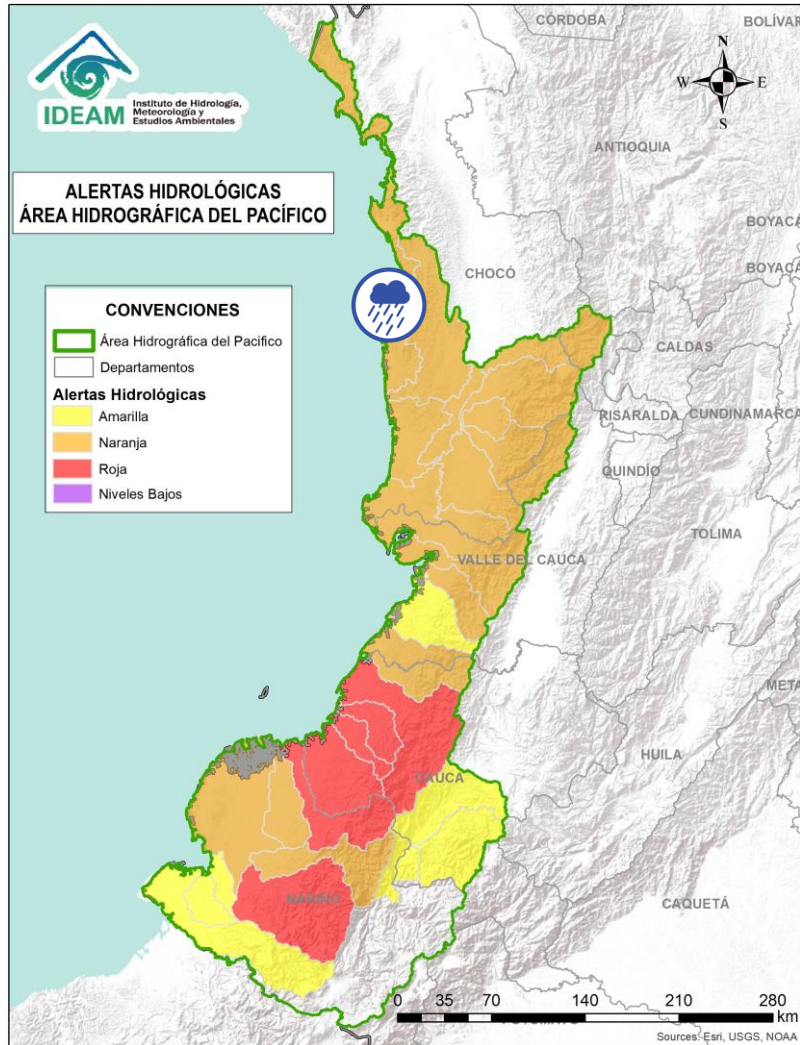 CÓRDOBA
BOLÍVAR
IDEAM
Instituto de Hidrología,
Meteorología y
Estudios Ambientales
N
W
E
S
ANTIOQUIA
ALERTAS HIDROLÓGICAS
ÁREA HIDROGRÁFICA DEL PACÍFICO
BOYACÁ
BOYACÁ
CHOCÓ
CONVENCIONES
Área Hidrográfica del Pacifico
Departamentos
Alertas Hidrológicas
Amarilla
Naranja
Roja
Niveles Bajos
CALDAS
RISARALDA
CUNDINAMARCA
QUINDÍO
TOLIMA
VALLE DEL CAUCA
META
HUILA
CAUCA
CAQUETÁ
NARIÑO
0 35 70 140 210 280
km
Sources: Esri, USGS, NOAA